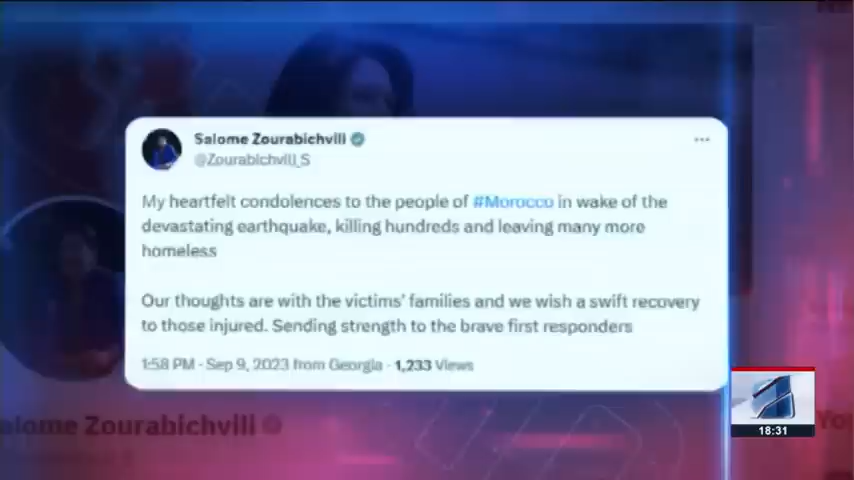 Salome Zourabichvili
@Zourabichvili_S
My heartfelt condolences to the people of #Morocco in wake of the
devastating earthquake, killing hundreds and leaving many more
homeless
Our thoughts are with the victims' families and we wish a swift recovery
to those injured. Sending strength to the brave first responders
1:58 PM · Sep 9, 2023 from Georgia · 1,233 Views
18:31
alome Zourabichvili